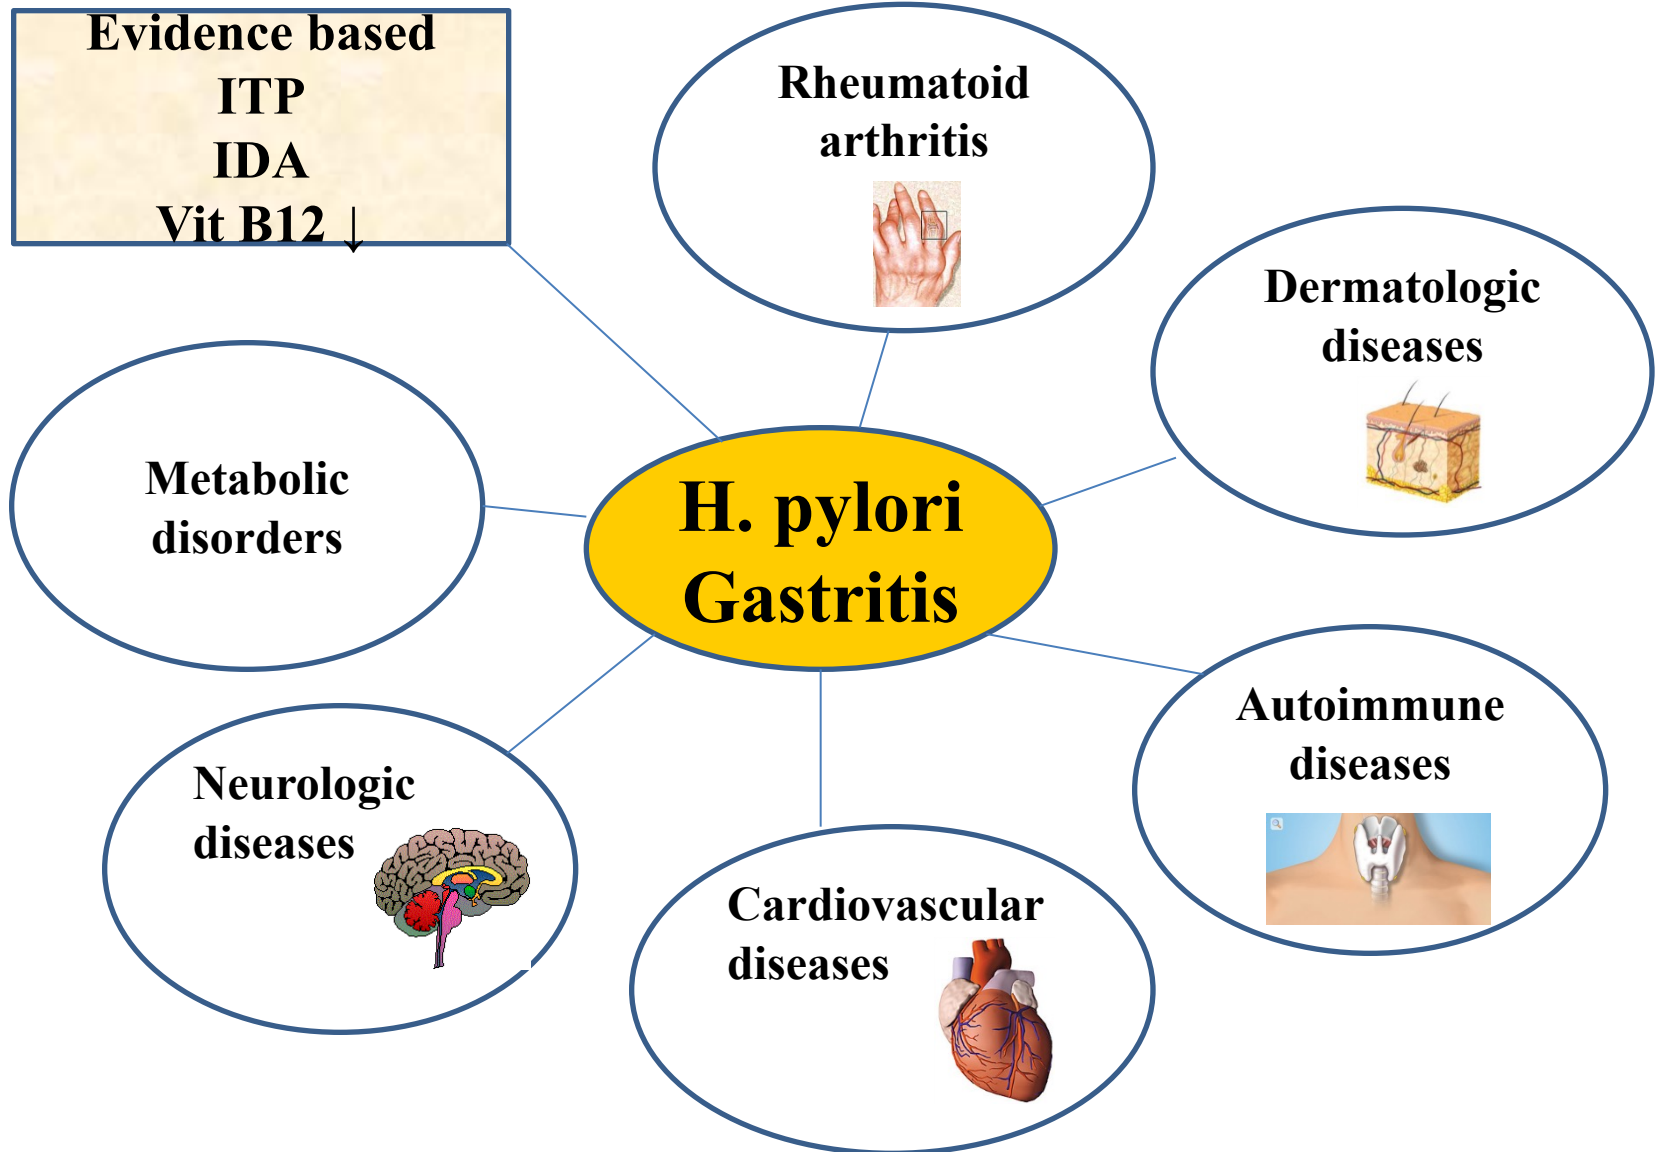 Evidence based
ITP
IDA
Vit B12 ↓
Rheumatoid
arthritis
Dermatologic
diseases
Metabolic
disorders
H. pylori
Gastritis
Autoimmune
diseases
Neurologic
diseases
Cardiovascular
diseases